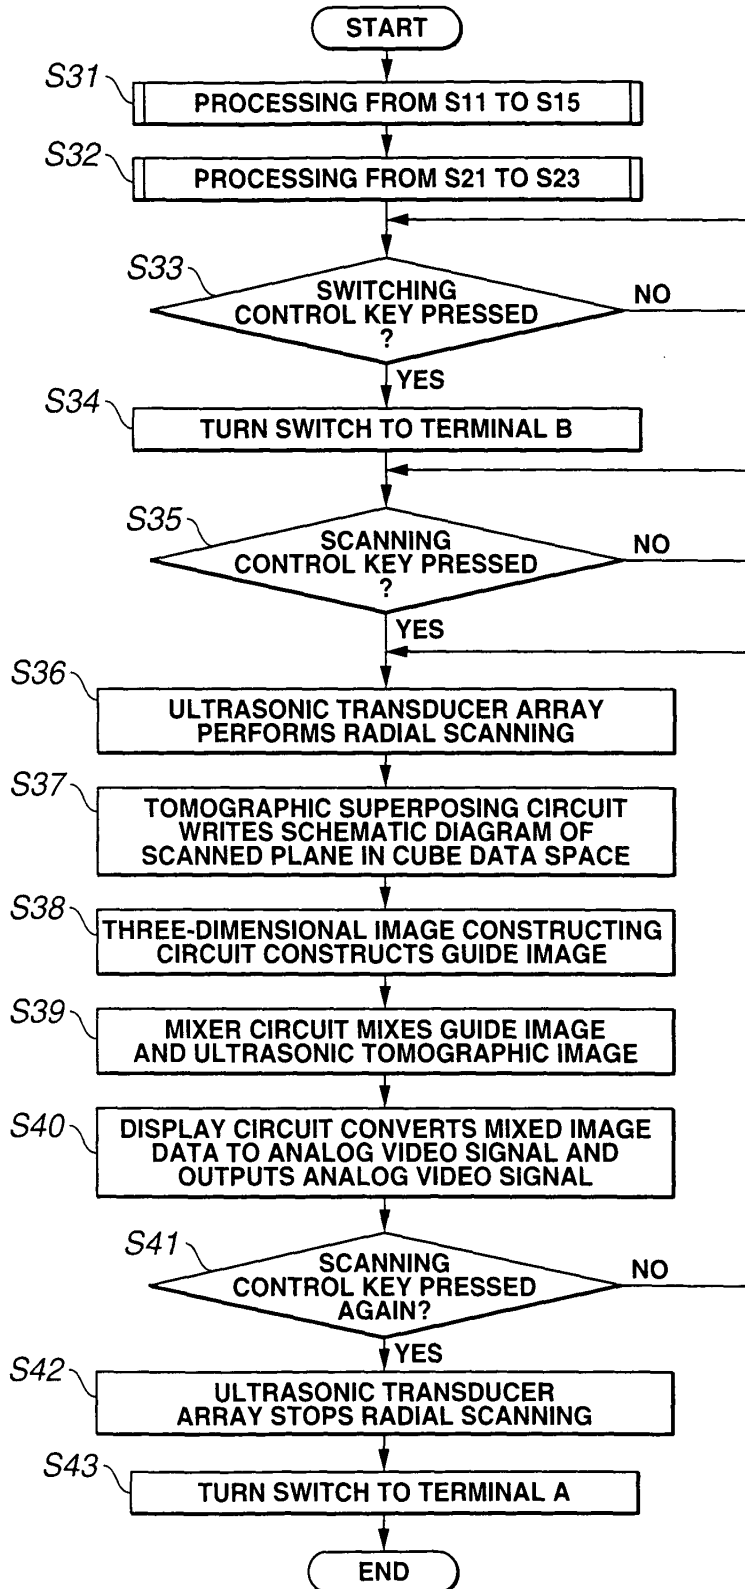 START
S31
PROCESSING FROM S11 TO S15
S32
PROCESSING FROM S21 TO S23
S33
SWITCHING
CONTROL KEY PRESSED
?
NO
YES
S34
TURN SWITCH TO TERMINAL B
S35
SCANNING
CONTROL KEY PRESSED
?
NO
YES
S36
ULTRASONIC TRANSDUCER ARRAY
PERFORMS RADIAL SCANNING
S37
TOMOGRAPHIC SUPERPOSING CIRCUIT
WRITES SCHEMATIC DIAGRAM OF
SCANNED PLANE IN CUBE DATA SPACE
S38
THREE-DIMENSIONAL IMAGE CONSTRUCTING
CIRCUIT CONSTRUCTS GUIDE IMAGE
S39
MIXER CIRCUIT MIXES GUIDE IMAGE
AND ULTRASONIC TOMOGRAPHIC IMAGE
S40
DISPLAY CIRCUIT CONVERTS MIXED IMAGE
DATA TO ANALOG VIDEO SIGNAL AND
OUTPUTS ANALOG VIDEO SIGNAL
S41
SCANNING
CONTROL KEY PRESSED
AGAIN?
NO
YES
S42
ULTRASONIC TRANSDUCER
ARRAY STOPS RADIAL SCANNING
S43
TURN SWITCH TO TERMINAL A
END